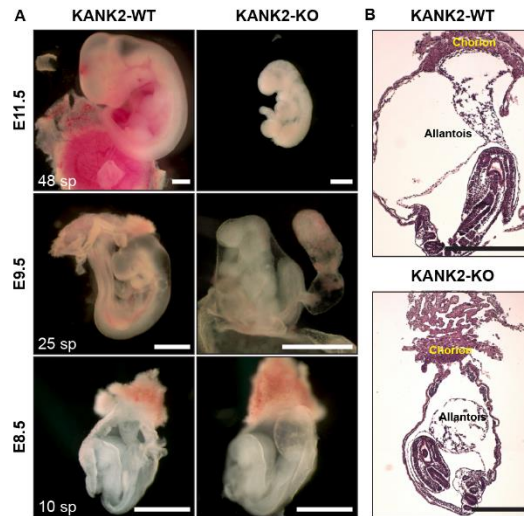 A
KANK2-WT
KANK2-KO
B
KANK2-WT
E11.5
48 sp
E9.5
25 sp
E8.5
10 sp
Chorion
Allantois
KANK2-KO
Chorion
Allantois